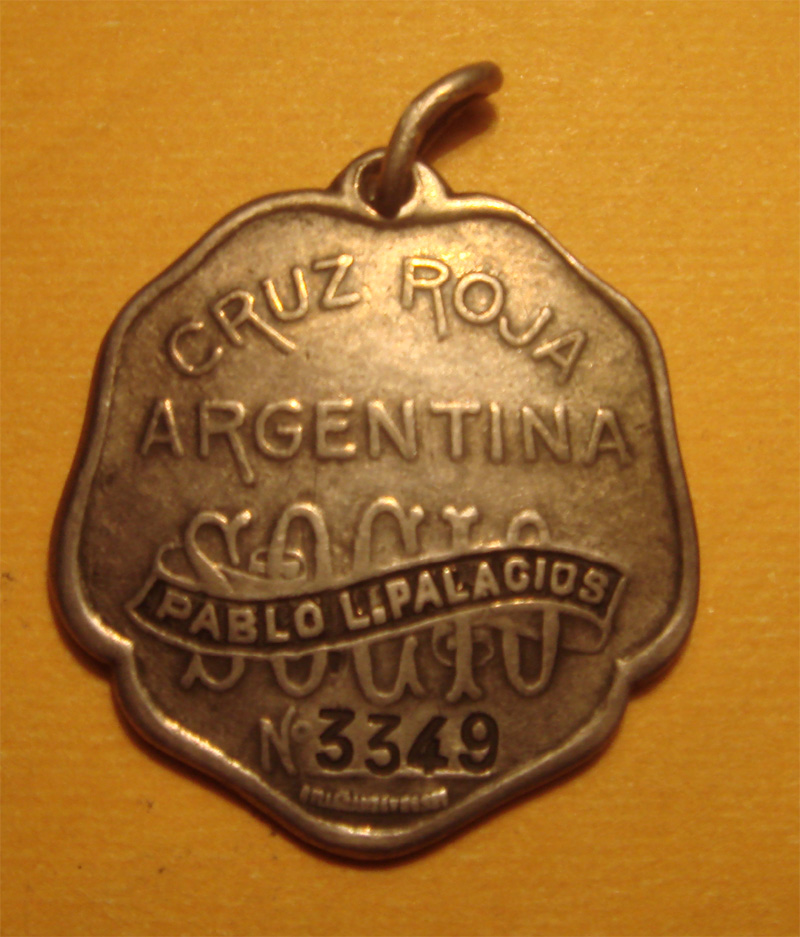 CRUZ ROJA
ARGENTINA
SOCIO
PABLO L. PALACIOS
Nº 3349